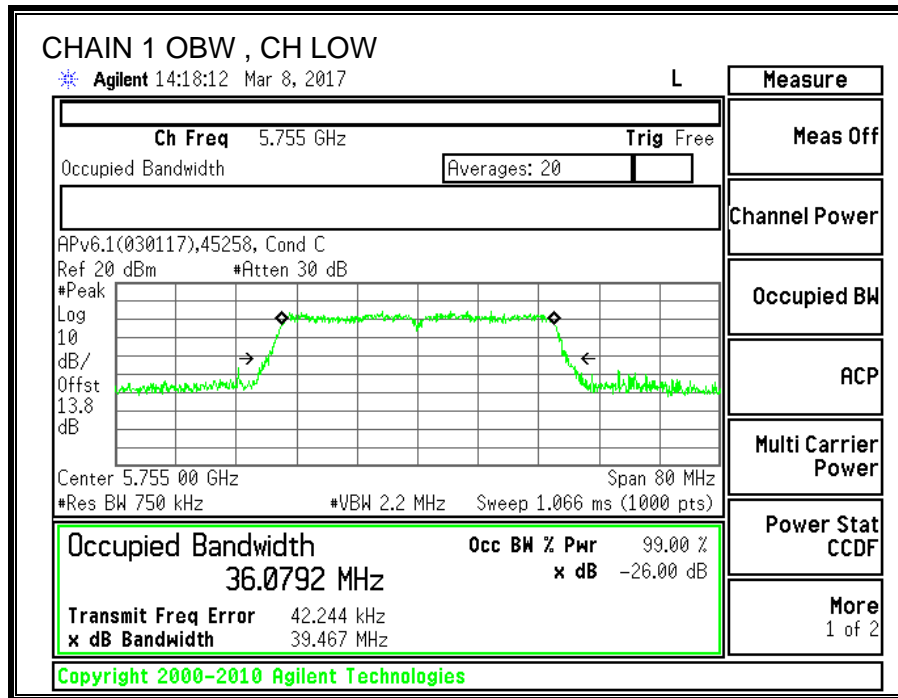 CHAIN 1 OBW , CH LOW
Agilent 14:18:12 Mar 8, 2017 L
Measure
Ch Freq 5.755 GHz Trig Free
Meas Off
Occupied Bandwidth Averages: 20
Channel Power
APv6.1(030117),45258, Cond C
Ref 20 dBm #Atten 30 dB
#Peak
Log
10
dB/
Offst
13.8
dB
Occupied BW
ACP
Multi Carrier
Power
Center 5.755 00 GHz Span 80 MHz
#Res BW 750 kHz #VBW 2.2 MHz Sweep 1.066 ms (1000 pts)
Power Stat
CCDF
Occupied Bandwidth Occ BW % Pwr 99.00 %
36.0792 MHz x dB -26.00 dB
Transmit Freq Error 42.244 kHz
x dB Bandwidth 39.467 MHz
More
1 of 2
Copyright 2000-2010 Agilent Technologies